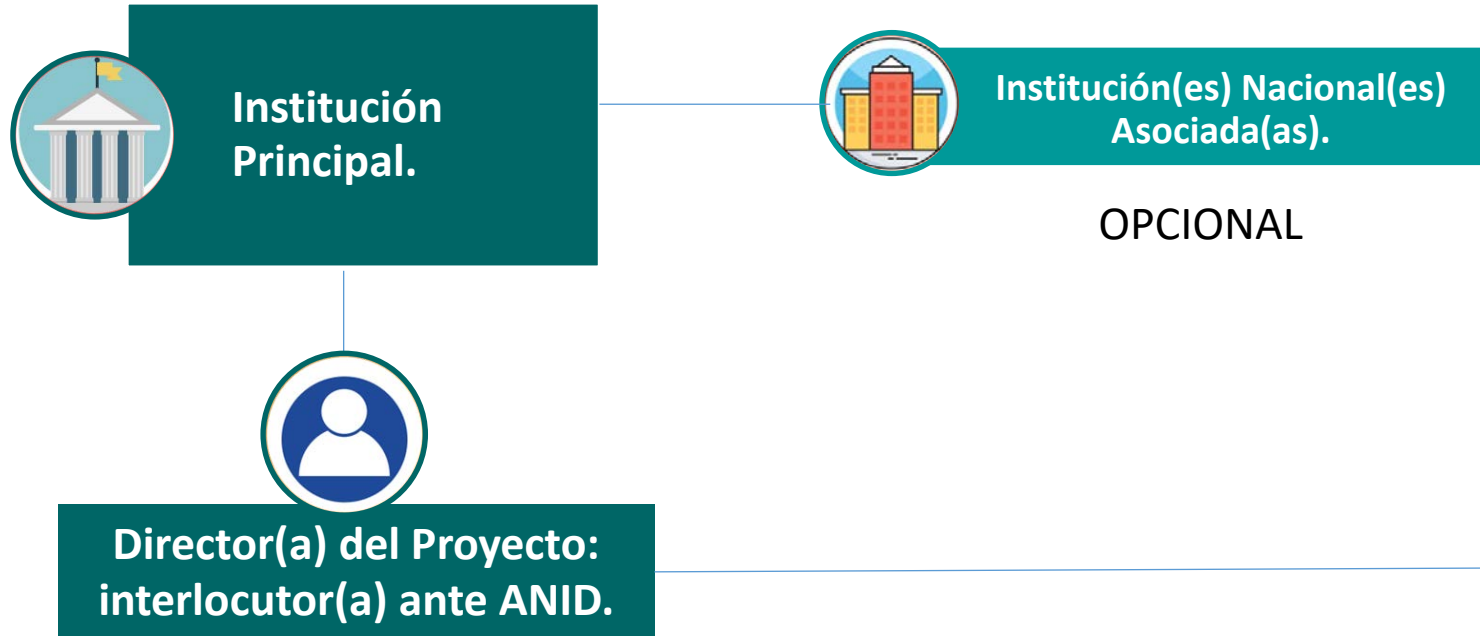 Institución
Principal.
Institución(es) Nacional(es)
Asociada(as).
OPCIONAL
Director(a) del Proyecto:
interlocutor(a) ante ANID.